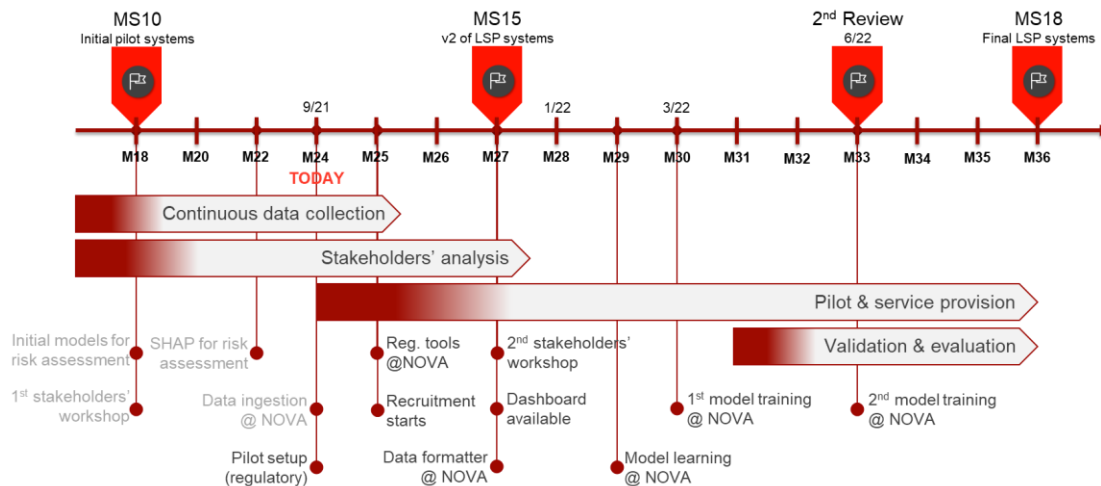 MS10
Initial pilot systems
MS15
v2 of LSP systems
2nd Review
6/22
MS18
Final LSP systems
9/21
1/22
3/22
M18 M20 M22 M24 M25 M26 M27 M28 M29 M30 M31 M32 M33 M34 M35 M36
TODAY
Continuous data collection
Stakeholders’ analysis
Pilot & service provision
Validation & evaluation
Initial models for
risk assessment
SHAP for risk
assessment
Reg. tools
@NOVA
2nd stakeholders’
workshop
1st stakeholders’
workshop
Data ingestion
@ NOVA
Recruitment
starts
Dashboard
available
1st model training
@ NOVA
2nd model training
@ NOVA
Pilot setup
(regulatory)
Data formatter
@ NOVA
Model learning
@ NOVA